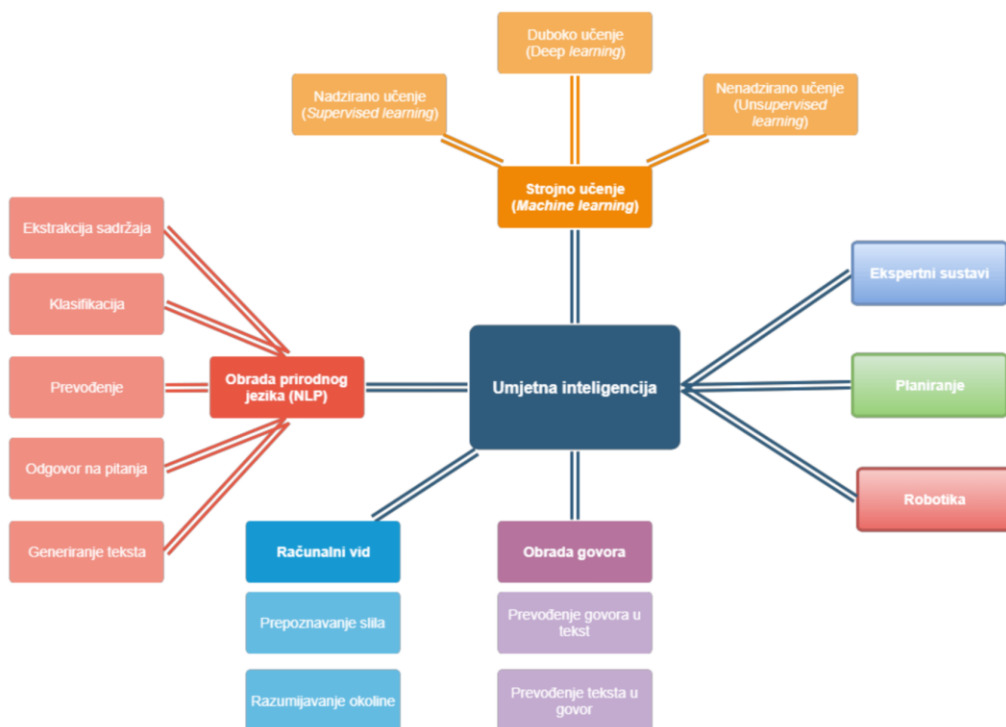 Duboko učenje
(Deep learning)
Nadzirano učenje
(Supervised learning)
Nenadzirano učenje
(Unsupervised
learning)
Strojno učenje
(Machine learning)
Ekstrakcija sadržaja
Klasifikacija
Prevođenje
Odgovor na pitanja
Generiranje teksta
Obrada prirodnog
jezika (NLP)
Umjetna inteligencija
Ekspertni sustavi
Planiranje
Robotika
Računalni vid
Prepoznavanje slila
Razumijavanje okoline
Obrada govora
Prevođenje govora u
tekst
Prevođenje teksta u
govor